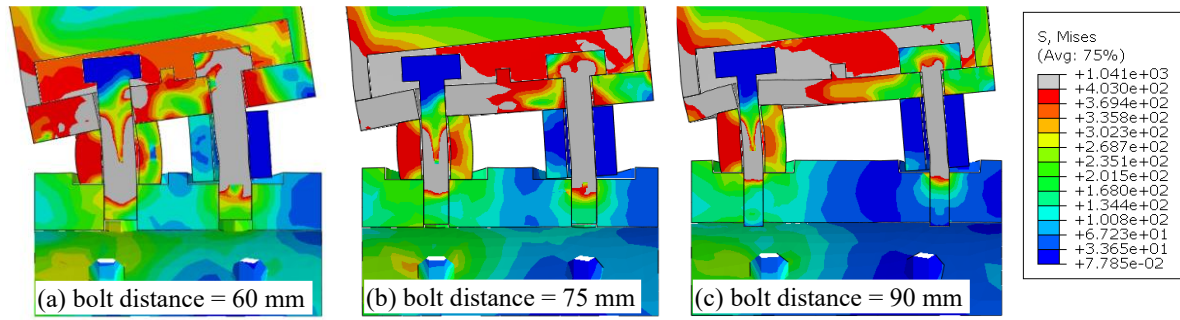 (a) bolt distance = 60 mm
(b) bolt distance = 75 mm
(c) bolt distance = 90 mm
S, Mises
(Avg: 75%)
+1.041e+03
+4.030e+02
+3.694e+02
+3.358e+02
+3.023e+02
+2.687e+02
+2.351e+02
+2.015e+02
+1.680e+02
+1.344e+02
+1.008e+02
+6.723e+01
+3.365e+01
+7.785e-02